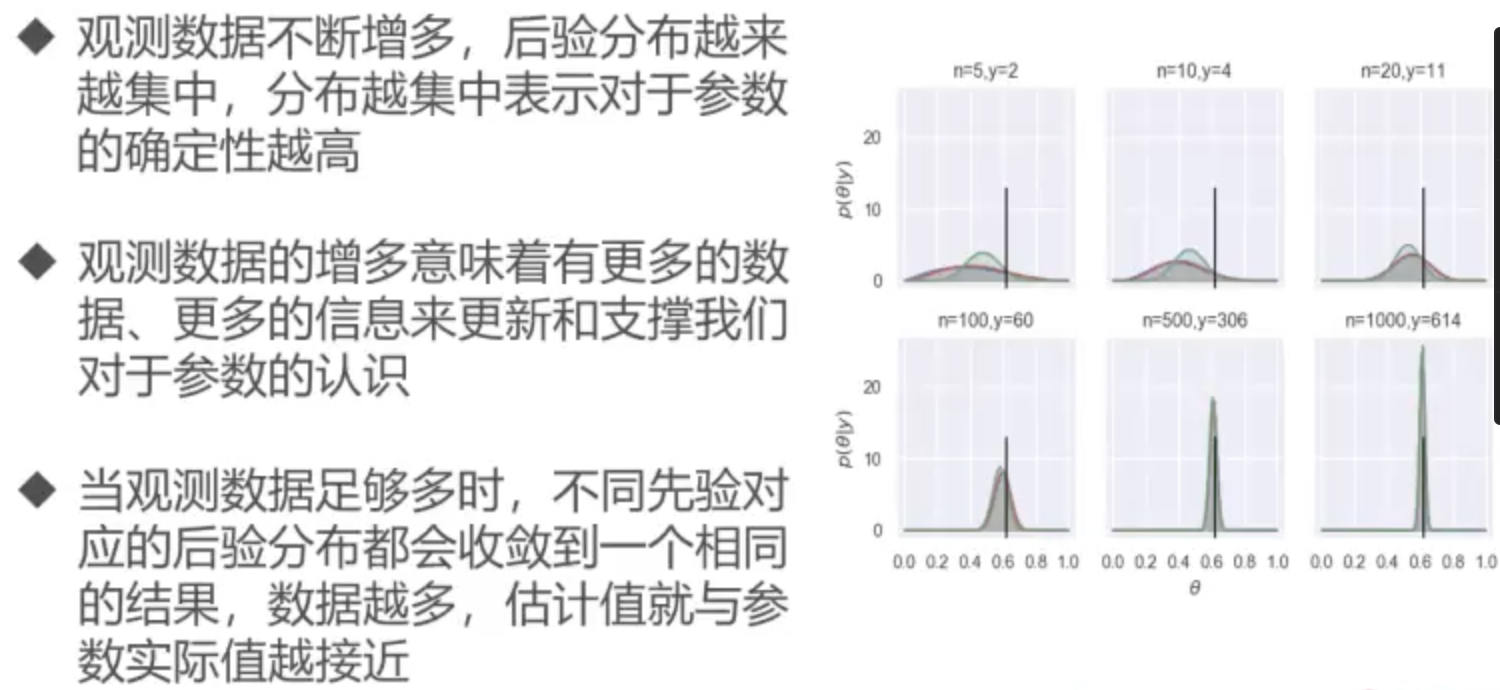 ◆ 观测数据不断增多，后验分布越来
越集中，分布越集中表示对于参数
的确定性越高
◆ 观测数据的增多意味着有更多的数
据、更多的信息来更新和支撑我们
对于参数的认识
◆ 当观测数据足够多时，不同先验对
应的后验分布都会收敛到一个相同
的结果，数据越多，估计值就与参
数实际值越接近
n=5,y=2
n=10,y=4
n=20,y=11
20
10
0
p(θ|y)
n=100,y=60
n=500,y=306
n=1000,y=614
20
10
0
p(θ|y)
0.0 0.2 0.4 0.6 0.8 1.0
0.0 0.2 0.4 0.6 0.8 1.0
0.0 0.2 0.4 0.6 0.8 1.0
θ